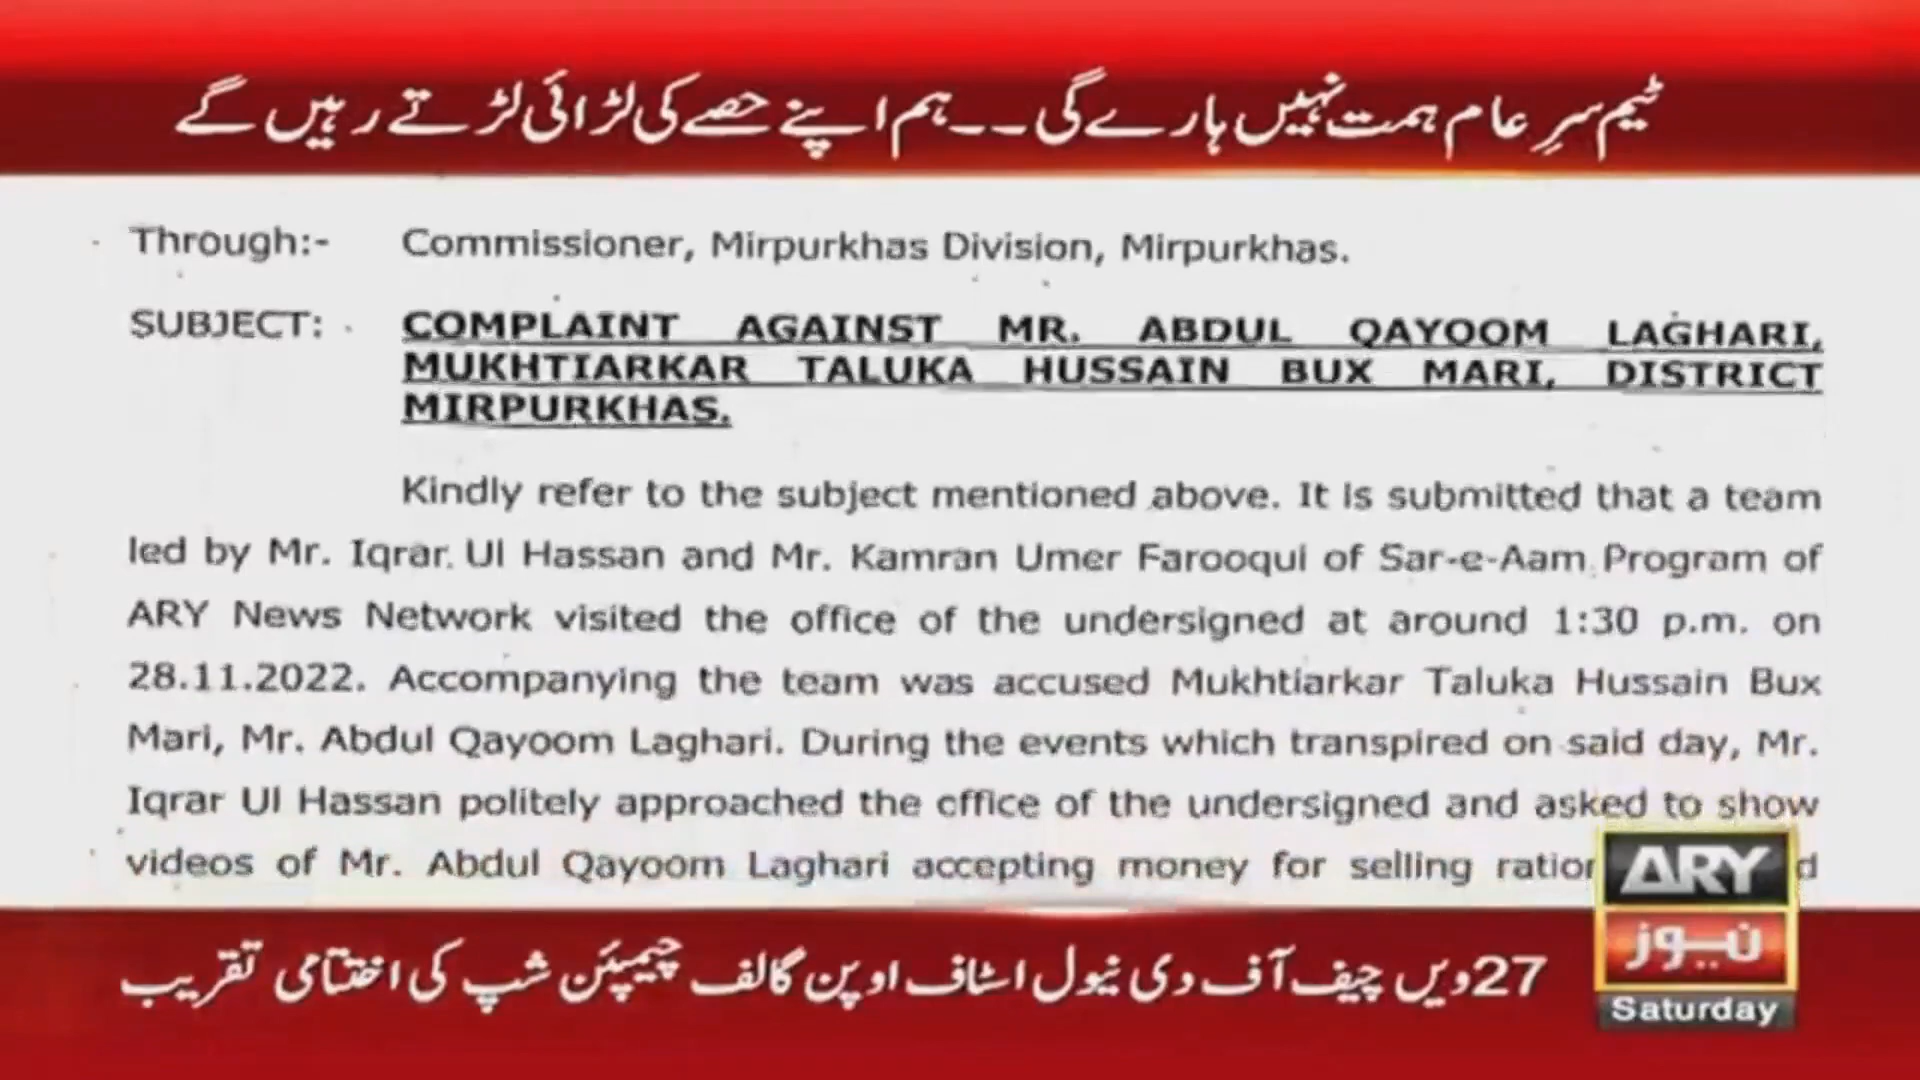 ٹیم سرِ عام ہمت نہیں ہارے گی ۔۔۔ ہم اپنے حصے کی لڑائی لڑتے رہیں گے
Through:- Commissioner, Mirpurkhas Division, Mirpurkhas.
SUBJECT: COMPLAINT AGAINST MR. ABDUL QAYOOM LAGHARI,
MUKHTIARKAR TALUKA HUSSAIN BUX MARI, DISTRICT
MIRPURKHAS.
Kindly refer to the subject mentioned above. It is submitted that a team
led by Mr. Iqrar Ul Hassan and Mr. Kamran Umer Farooqui of Sar-e-Aam Program of
ARY News Network visited the office of the undersigned at around 1:30 p.m. on
28.11.2022. Accompanying the team was accused Mukhtiarkar Taluka Hussain Bux
Mari, Mr. Abdul Qayoom Laghari. During the events which transpired on said day, Mr.
Iqrar Ul Hassan politely approached the office of the undersigned and asked to show
videos of Mr. Abdul Qayoom Laghari accepting money for selling
ARY
نیوز
Saturday
27ویں چیف آف دی نیول اسٹاف اوپن گالف چیمپئن شپ کی اختتامی تقریب